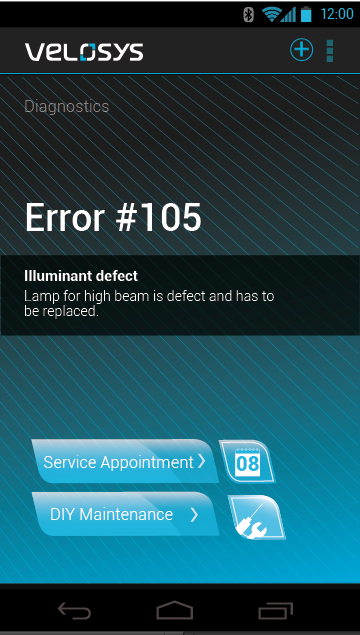 12:00
VELOSYS
Diagnostics
Error #105
Illuminant defect
Lamp for high beam is defect and has to
be replaced.
Service Appointment
08
DIY Maintenance